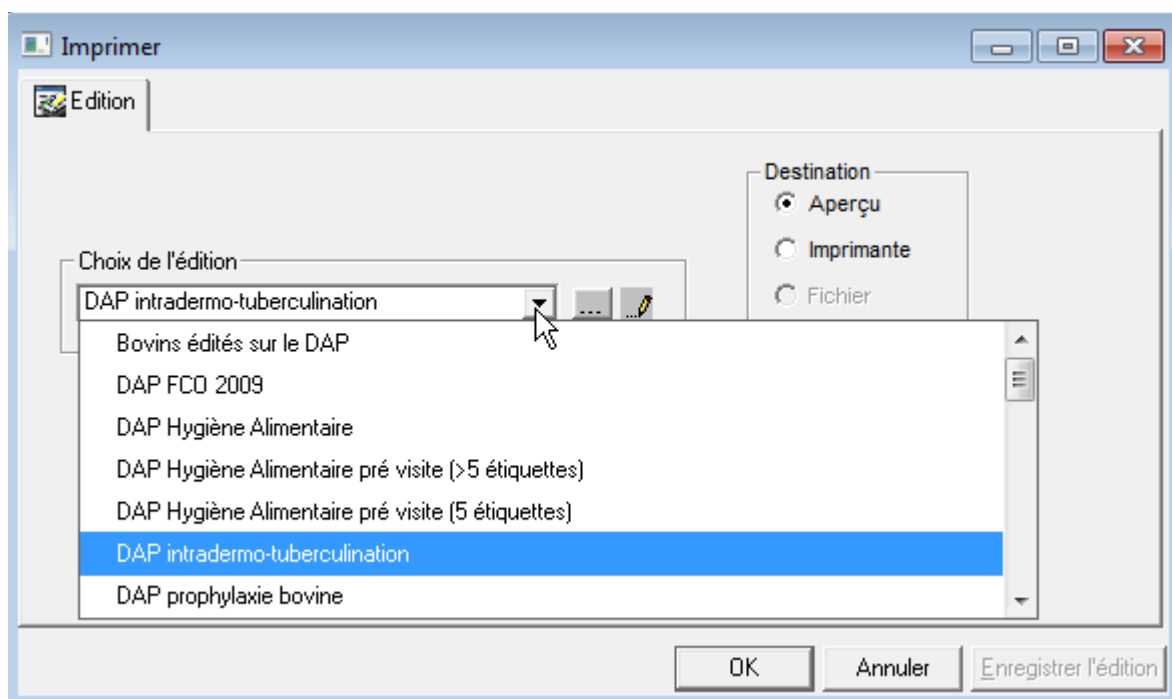 Imprimer
Edition
Destination
Aperçu
Imprimante
Fichier
Choix de l'édition
DAP intradermo-tuberculination
...
Bovins édités sur le DAP
DAP FCO 2009
DAP Hygiène Alimentaire
DAP Hygiène Alimentaire pré visite (>5 étiquettes)
DAP Hygiène Alimentaire pré visite (5 étiquettes)
DAP intradermo-tuberculination
DAP prophylaxie bovine
OK Annuler Enregistrer l'édition